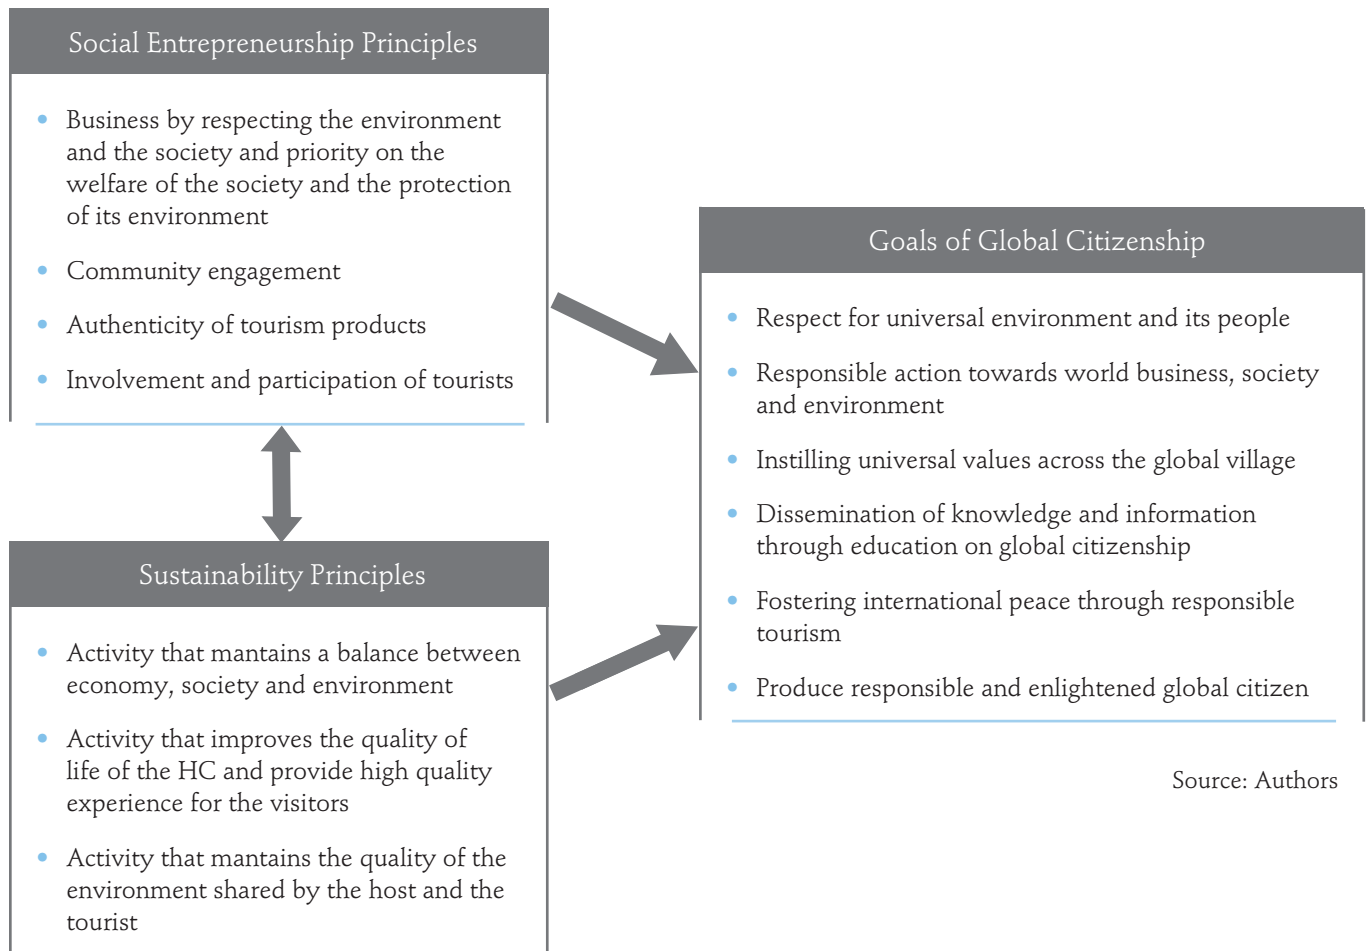 Social Entrepreneurship Principles
• Business by respecting the environment
and the society and priority on the
welfare of the society and the protection
of its environment
• Community engagement
• Authenticity of tourism products
• Involvement and participation of tourists
Sustainability Principles
• Activity that mantains a balance between
economy, society and environment
• Activity that improves the quality of
life of the HC and provide high quality
experience for the visitors
• Activity that mantains the quality of the
environment shared by the host and the
tourist
Goals of Global Citizenship
• Respect for universal environment and its people
• Responsible action towards world business, society
and environment
• Instilling universal values across the global village
• Dissemination of knowledge and information
through education on global citizenship
• Fostering international peace through responsible
tourism
• Produce responsible and enlightened global citizen
Source: Authors